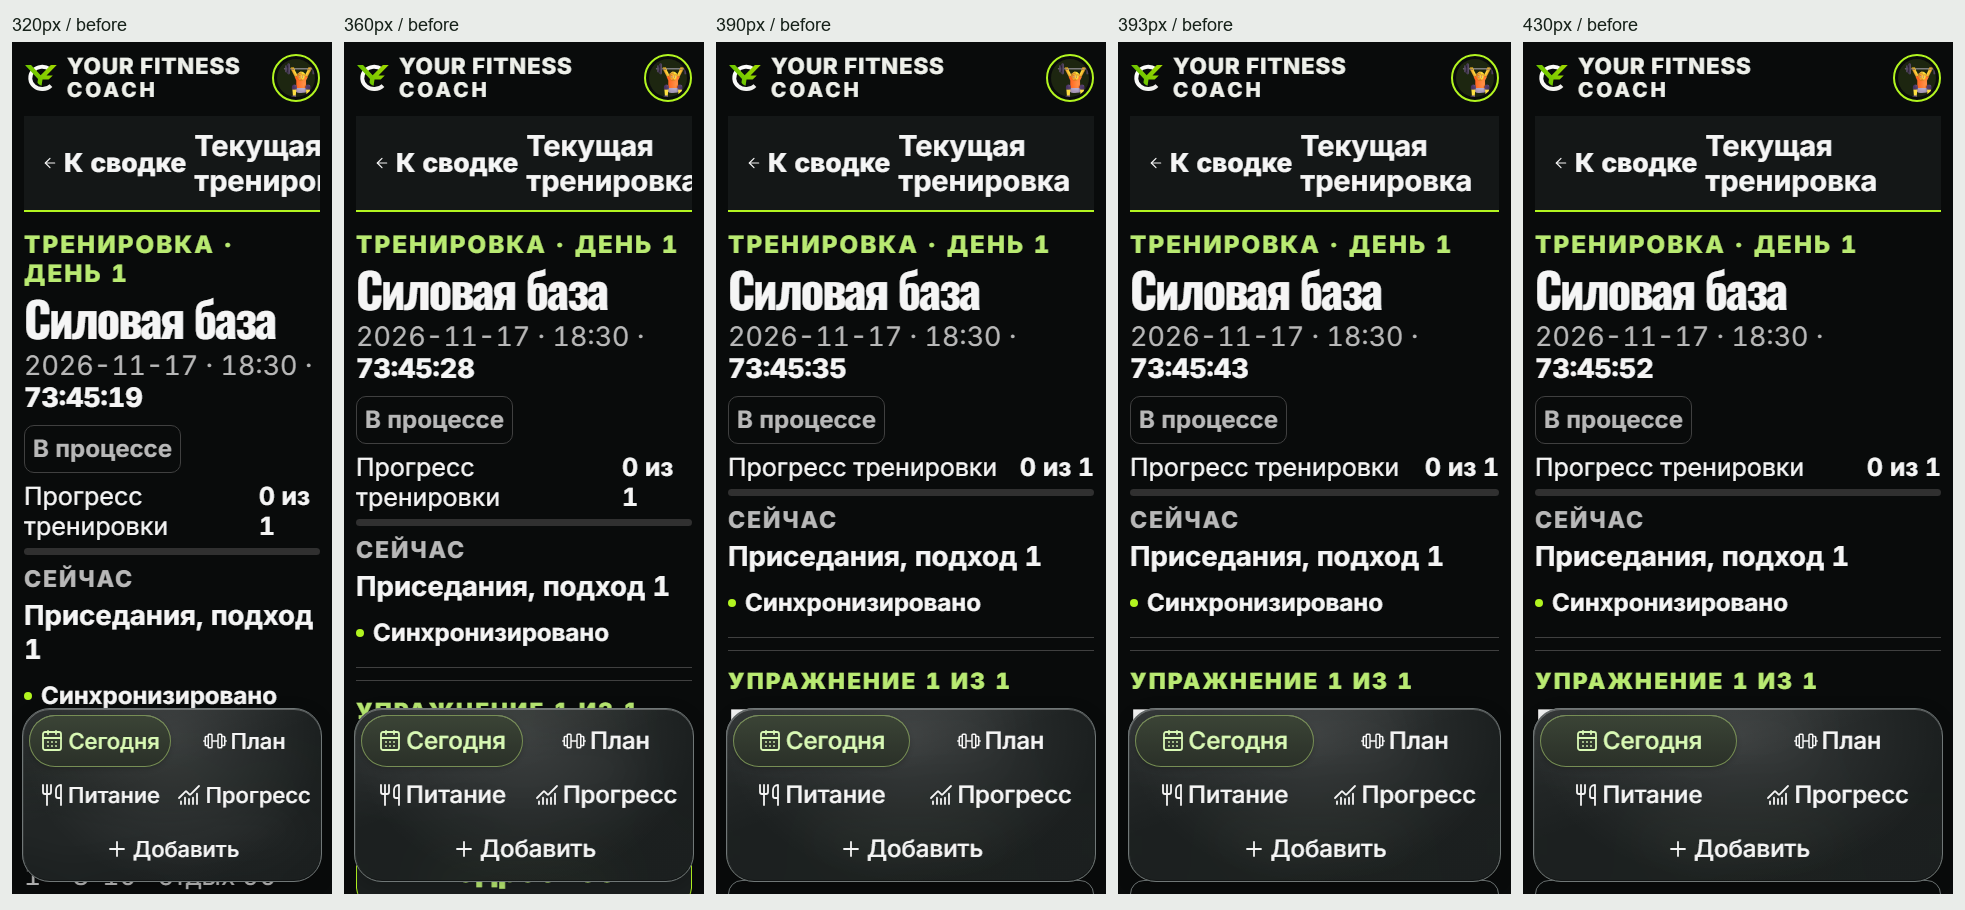 320px / before
YOUR FITNESS
COACH
← К сводке
Текущая
ТРЕНИРОВКА ·
ДЕНЬ 1
Силовая база
2026-11-17 · 18:30 ·
73:45:19
В процессе
Прогресс
тренировки
0 из
1
СЕЙЧАС
Приседания, подход
1
Синхронизировано
Сегодня
План
Питание
Прогресс
+ Добавить
360px / before
YOUR FITNESS
COACH
← К сводке
Текущая
тренировка
ТРЕНИРОВКА · ДЕНЬ 1
Силовая база
2026-11-17 · 18:30 ·
73:45:28
В процессе
Прогресс
тренировки
0 из
1
СЕЙЧАС
Приседания, подход 1
Синхронизировано
УПРАЖНЕНИЕ 1 ИЗ 1
Сегодня
План
Питание
Прогресс
+ Добавить
390px / before
YOUR FITNESS
COACH
← К сводке
Текущая
тренировка
ТРЕНИРОВКА · ДЕНЬ 1
Силовая база
2026-11-17 · 18:30 ·
73:45:35
В процессе
Прогресс тренировки 0 из 1
СЕЙЧАС
Приседания, подход 1
Синхронизировано
УПРАЖНЕНИЕ 1 ИЗ 1
Сегодня
План
Питание
Прогресс
+ Добавить
393px / before
YOUR FITNESS
COACH
← К сводке
Текущая
тренировка
ТРЕНИРОВКА · ДЕНЬ 1
Силовая база
2026-11-17 · 18:30 ·
73:45:43
В процессе
Прогресс тренировки 0 из 1
СЕЙЧАС
Приседания, подход 1
Синхронизировано
УПРАЖНЕНИЕ 1 ИЗ 1
Сегодня
План
Питание
Прогресс
+ Добавить
430px / before
YOUR FITNESS
COACH
← К сводке
Текущая
тренировка
ТРЕНИРОВКА · ДЕНЬ 1
Силовая база
2026-11-17 · 18:30 ·
73:45:52
В процессе
Прогресс тренировки 0 из 1
СЕЙЧАС
Приседания, подход 1
Синхронизировано
УПРАЖНЕНИЕ 1 ИЗ 1
Сегодня
План
Питание
Прогресс
+ Добавить